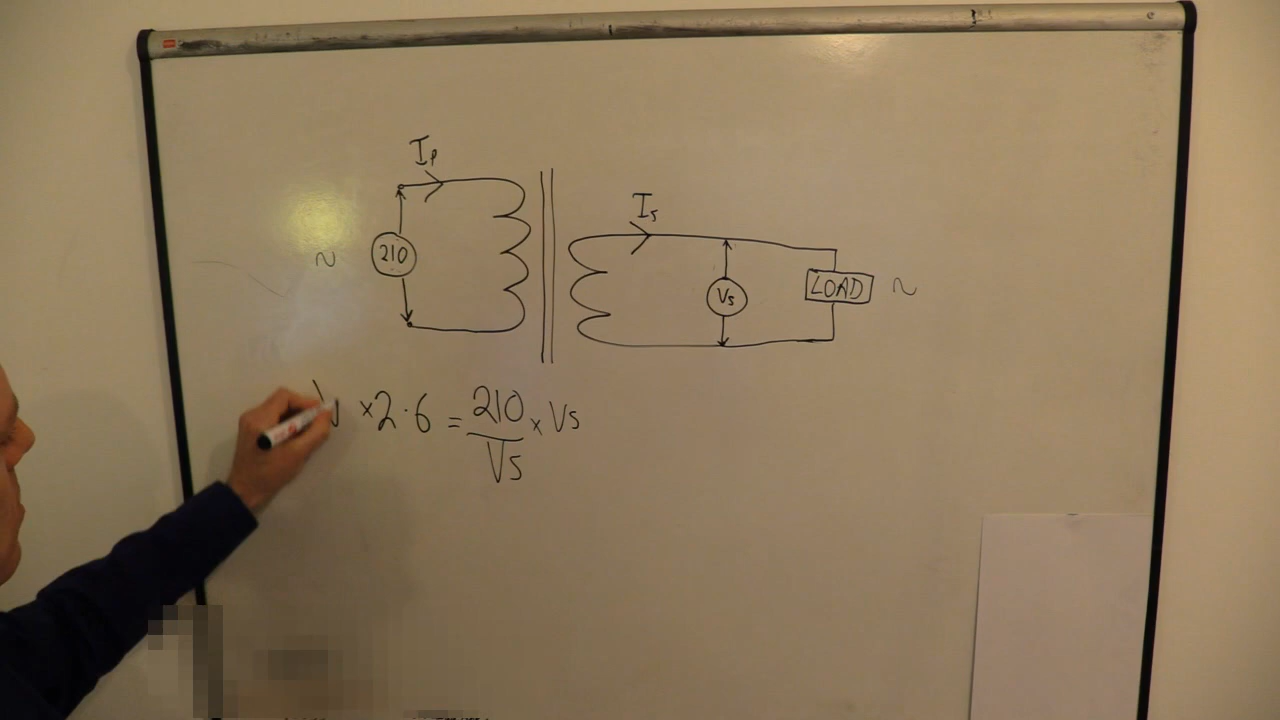 Ip
Is
~ 210
Vs
LOAD ~
V × 2·6 = 210/Vs × Vs